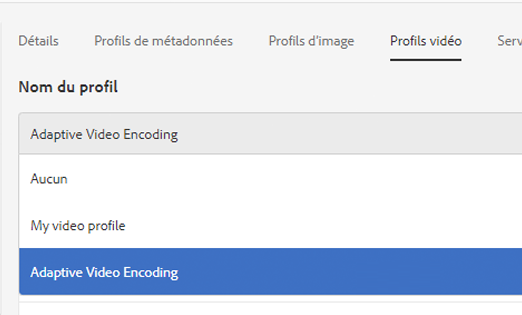 Détails Profils de métadonnées Profils d'image Profils vidéo
Nom du profil
Adaptive Video Encoding
Aucun
My video profile
Adaptive Video Encoding